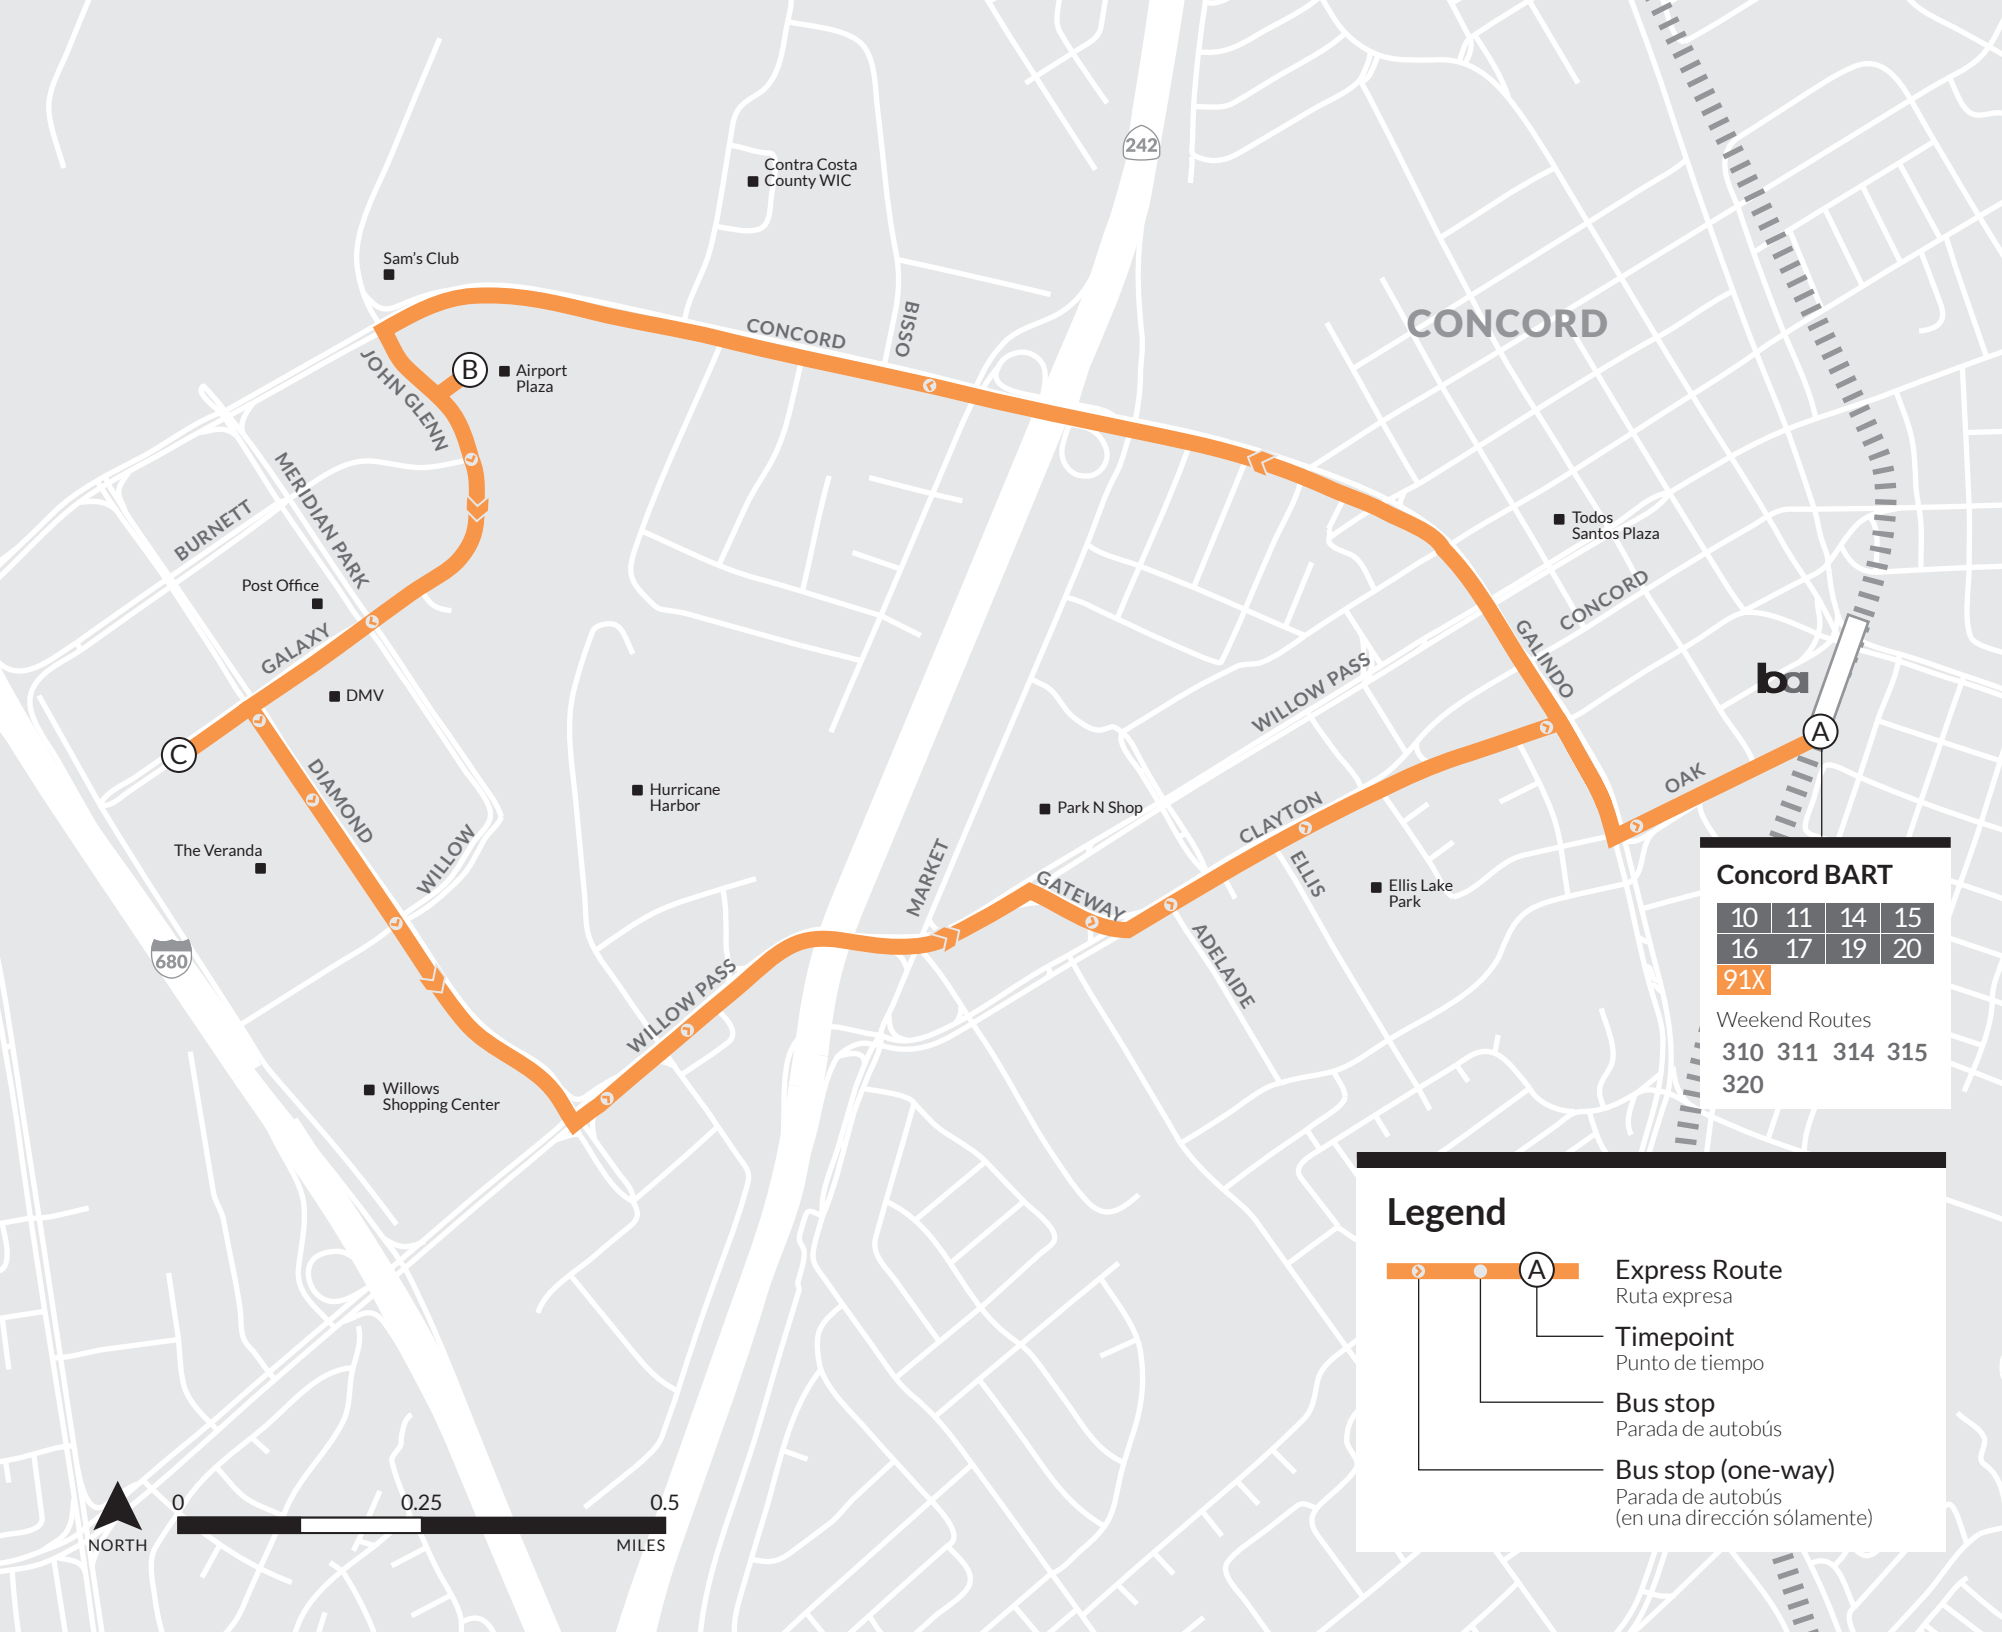 242
Contra Costa
County WIC
Sam's Club
CONCORD
BISSO
CONCORD
JOHN GLENN
B
Airport
Plaza
MERIDIAN PARK
BURNETT
Todos
Santos Plaza
CONCORD
Post Office
GALAXY
GALINDO
WILLOW PASS
ba
DMV
A
C
OAK
DIAMOND
Hurricane
Harbor
Park N Shop
CLAYTON
The Veranda
WILLOW
MARKET
GATEWAY
ELLIS
Ellis Lake
Park
ADELAIDE
680
WILLOW PASS
Willows
Shopping Center
Concord BART
10 11 14 15
16 17 19 20
91X
Weekend Routes
310 311 314 315
320
Legend
A
Express Route
Ruta expresa
Timepoint
Punto de tiempo
Bus stop
Parada de autobús
Bus stop (one-way)
Parada de autobús
(en una dirección sólamente)
0 0.25 0.5
NORTH
MILES